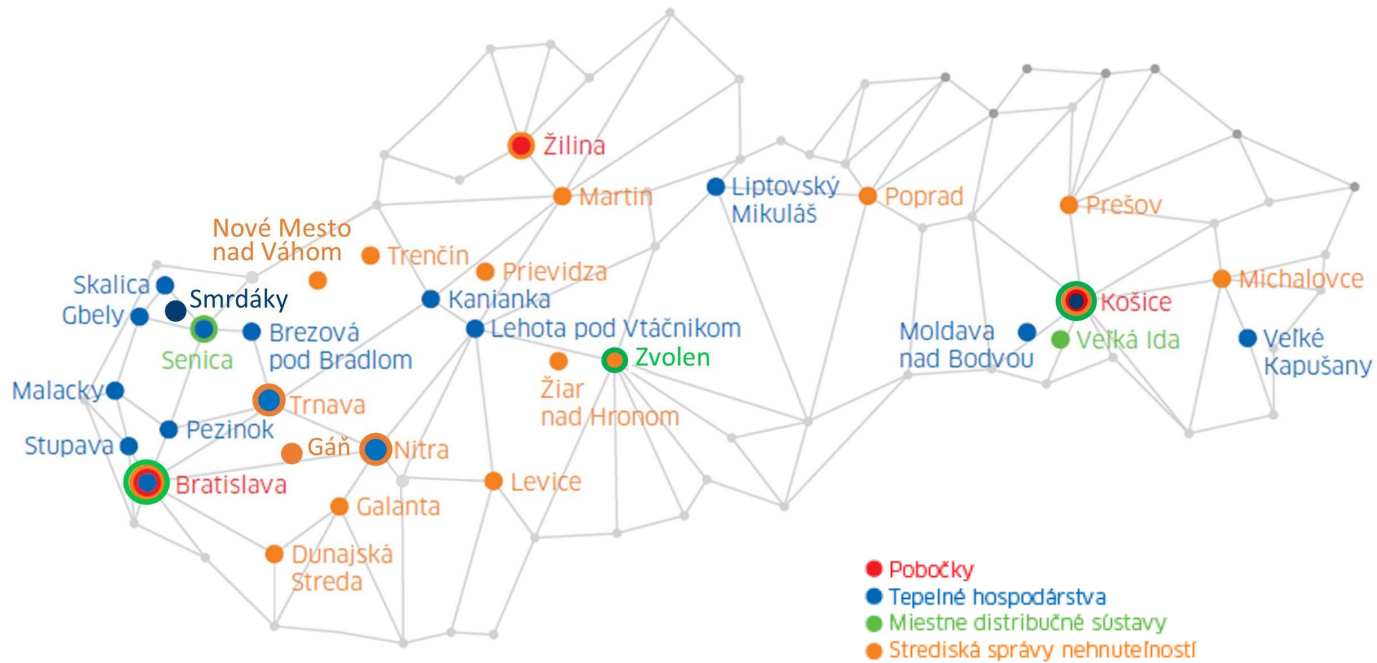 Žilina
Martin
Liptovský
Mikuláš
Poprad
Prešov
Nové Mesto
nad Váhom
Trenčín
Prievidza
Skalica
Smrdáky
Gbely
Kanianka
Košice
Michalovce
Senica
Brezová
pod Bradlom
Lehota pod Vtáčnikom
Zvolen
Moldava
nad Bodvou
Veľká Ida
Veľké
Kapušany
Malacky
Trnava
Žiar
nad Hronom
Pezinok
Stupava
Gáň
Nitra
Bratislava
Levice
Galanta
Dunajská
Streda
Pobočky
Tepelné hospodárstva
Miestne distribučné sústavy
Strediská správy nehnuteľností